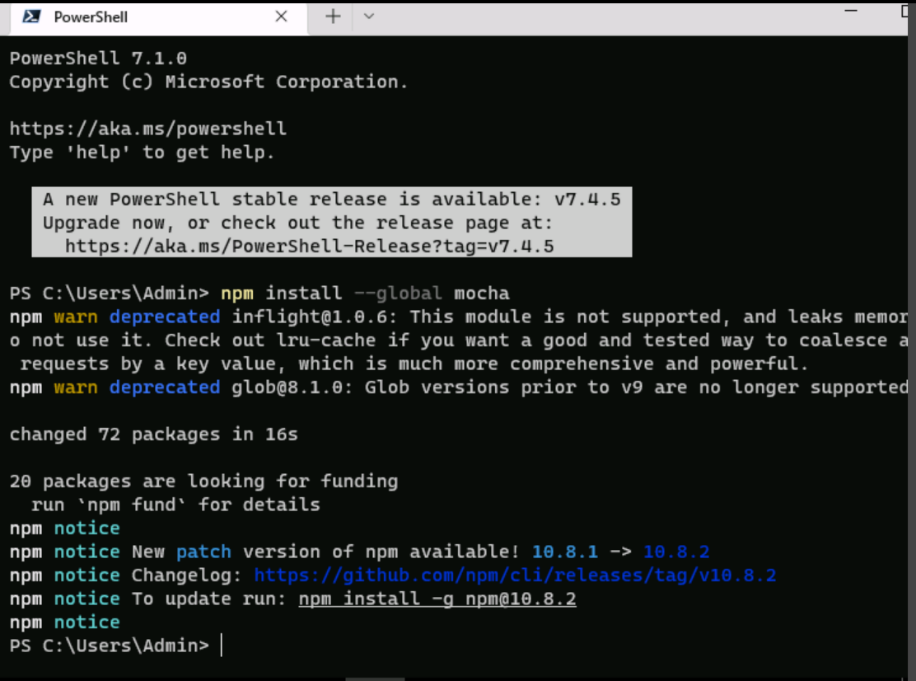 PowerShell
PowerShell 7.1.0
Copyright (c) Microsoft Corporation.
https://aka.ms/powershell
Type 'help' to get help.
A new PowerShell stable release is available: v7.4.5
Upgrade now, or check out the release page at:
https://aka.ms/PowerShell-Release?tag=v7.4.5
PS C:\Users\Admin> npm install --global mocha
npm warn deprecated inflight@1.0.6: This module is not supported, and leaks memor
o not use it. Check out lru-cache if you want a good and tested way to coalesce a
requests by a key value, which is much more comprehensive and powerful.
npm warn deprecated glob@8.1.0: Glob versions prior to v9 are no longer supported
changed 72 packages in 16s
20 packages are looking for funding
run `npm fund` for details
npm notice
npm notice New patch version of npm available! 10.8.1 -> 10.8.2
npm notice Changelog: https://github.com/npm/cli/releases/tag/v10.8.2
npm notice To update run: npm install -g npm@10.8.2
npm notice
PS C:\Users\Admin>